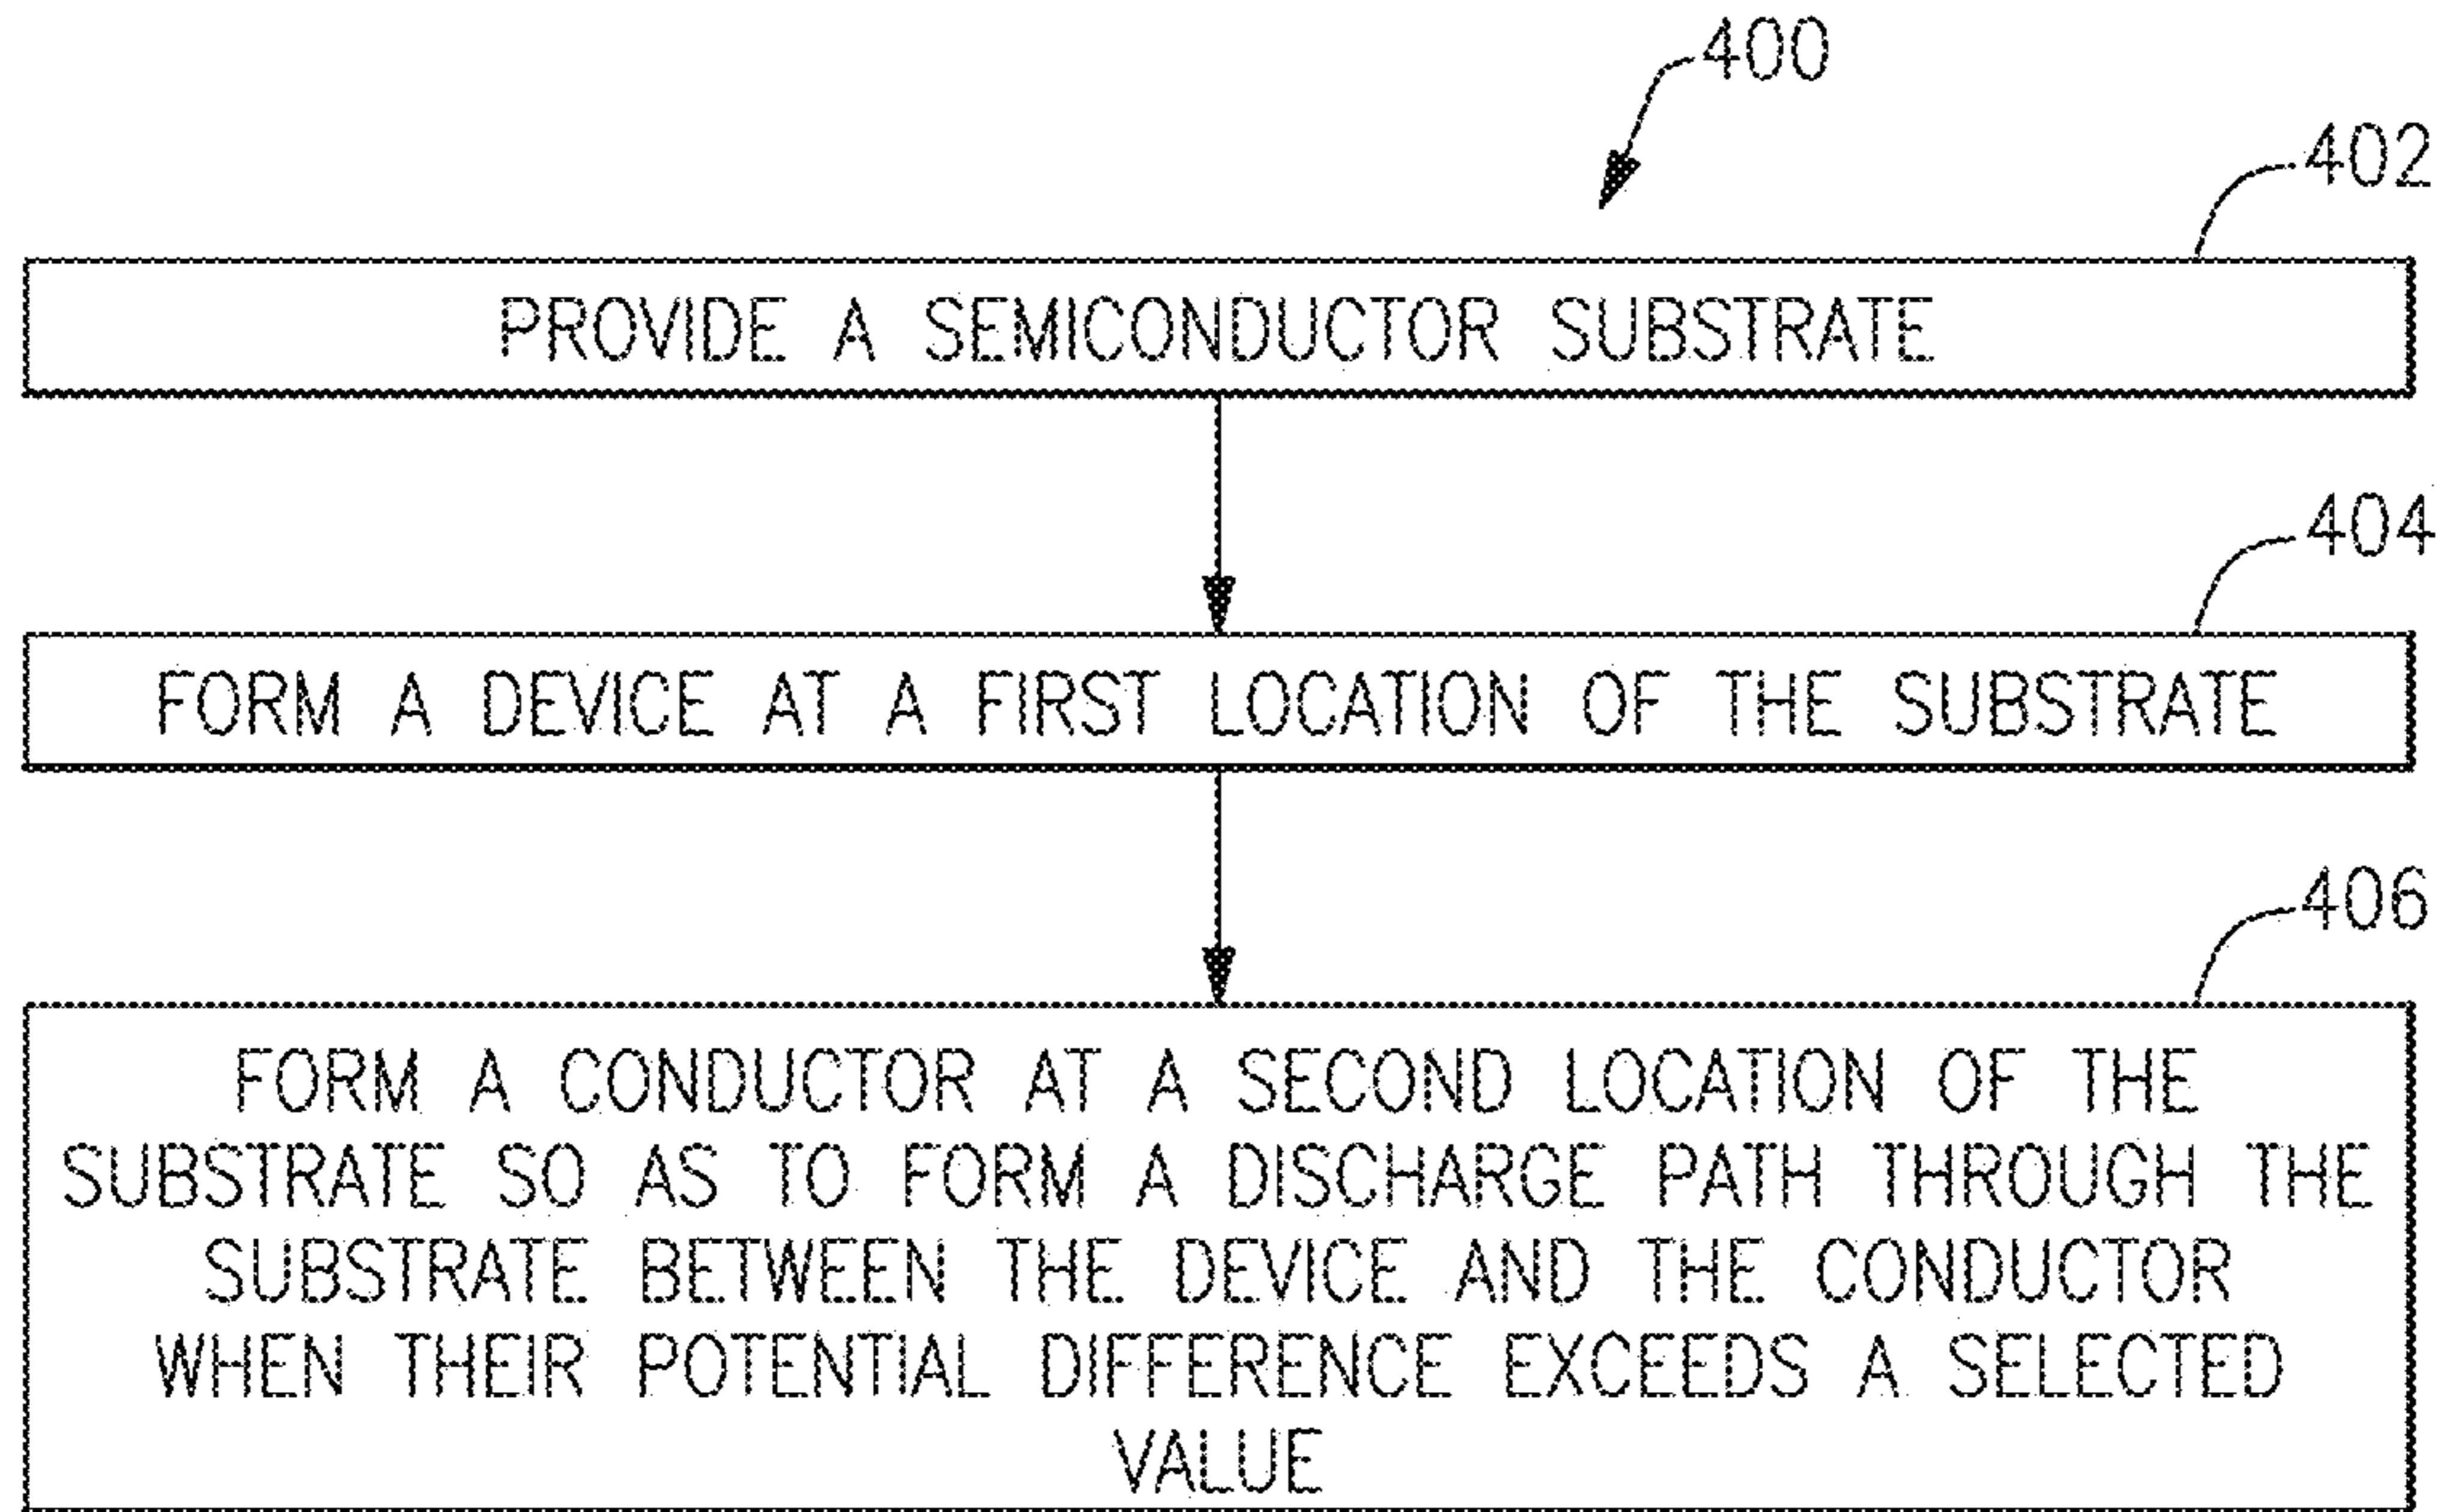 400
402
PROVIDE A SEMICONDUCTOR SUBSTRATE
404
FORM A DEVICE AT A FIRST LOCATION OF THE SUBSTRATE
406
FORM A CONDUCTOR AT A SECOND LOCATION OF THE
SUBSTRATE SO AS TO FORM A DISCHARGE PATH THROUGH THE
SUBSTRATE BETWEEN THE DEVICE AND THE CONDUCTOR
WHEN THEIR POTENTIAL DIFFERENCE EXCEEDS A SELECTED
VALUE